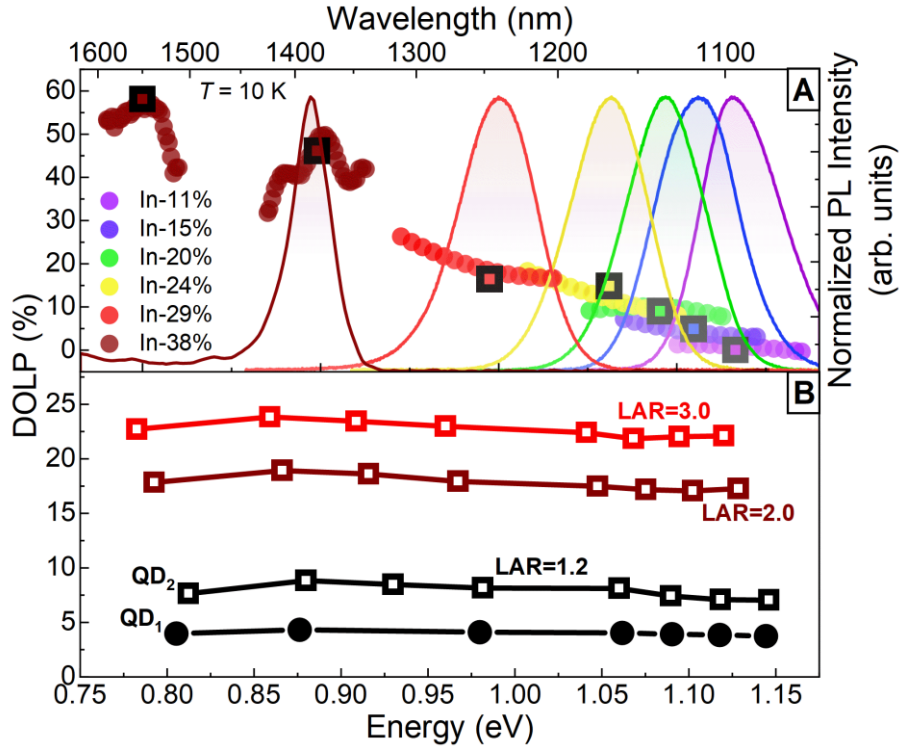 Wavelength (nm)
1600 1500 1400 1300 1200 1100
60
50
40
30
20
10
0
T = 10 K
A
In-11%
In-15%
In-20%
In-24%
In-29%
In-38%
Normalized PL Intensity
(arb. units)
DOLP (%)
B
25
20
15
10
5
0
LAR=3.0
LAR=2.0
LAR=1.2
QD2
QD1
0.75 0.80 0.85 0.90 0.95 1.00 1.05 1.10 1.15
Energy (eV)